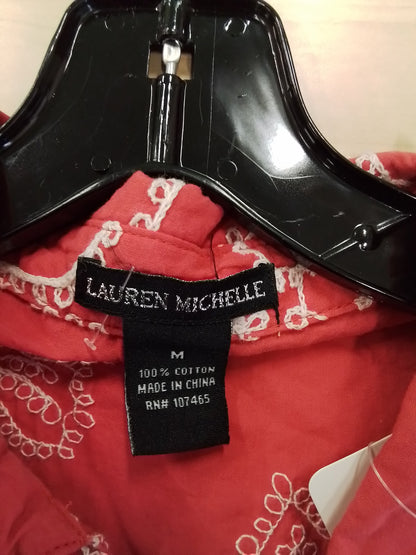 LAUREN MICHELLE
M
100% COTTON
MADE IN CHINA
RN# 107465